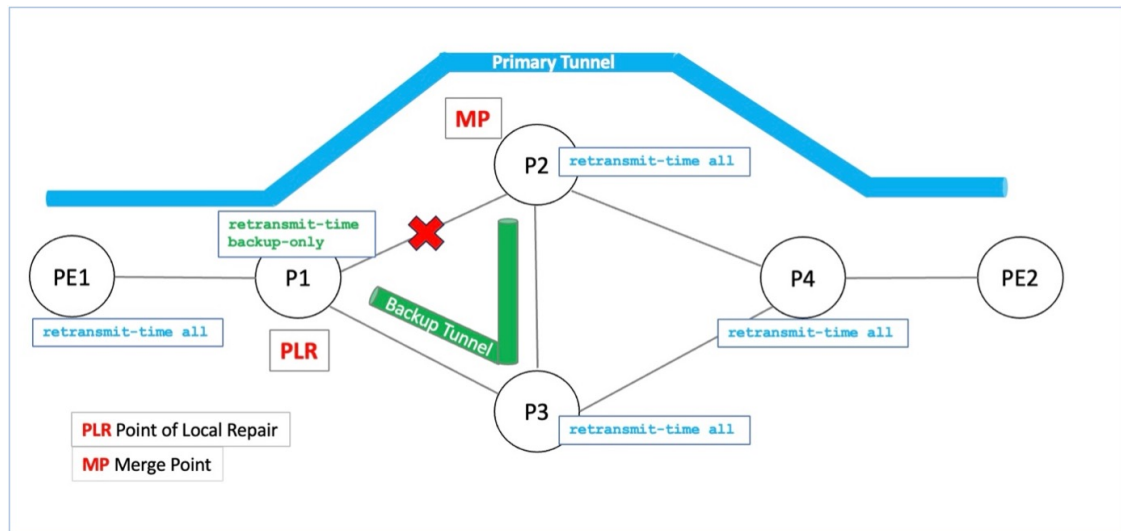 Primary Tunnel
MP
P2
retransmit-time all
retransmit-time
backup-only
PE1
P1
P4
PE2
retransmit-time all
Backup Tunnel
retransmit-time all
PLR
P3
retransmit-time all
PLR Point of Local Repair
MP Merge Point